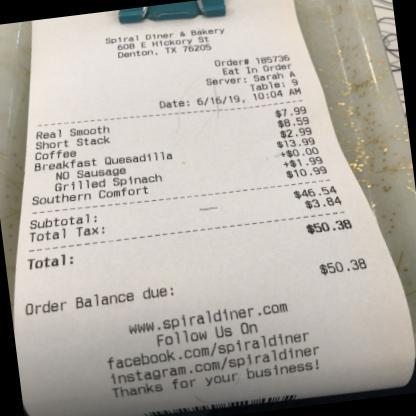 Spiral Diner & Bakery
608 E Hickory St
Denton, TX 76205
Order# 185736
Eat In Order
Server: Sarah A
Table: 9
Date: 6/16/19, 10:04 AM
Real Smooth $7.99
Short Stack $8.59
Coffee $2.99
Breakfast Quesadilla $13.99
NO Sausage +$0.00
Grilled Spinach +$1.99
Southern Comfort $10.99
Subtotal: $46.54
Total Tax: $3.84
Total: $50.38
Order Balance due: $50.38
www.spiraldiner.com
Follow Us On
facebook.com/spiraldiner
instagram.com/spiraldiner
Thanks for your business!